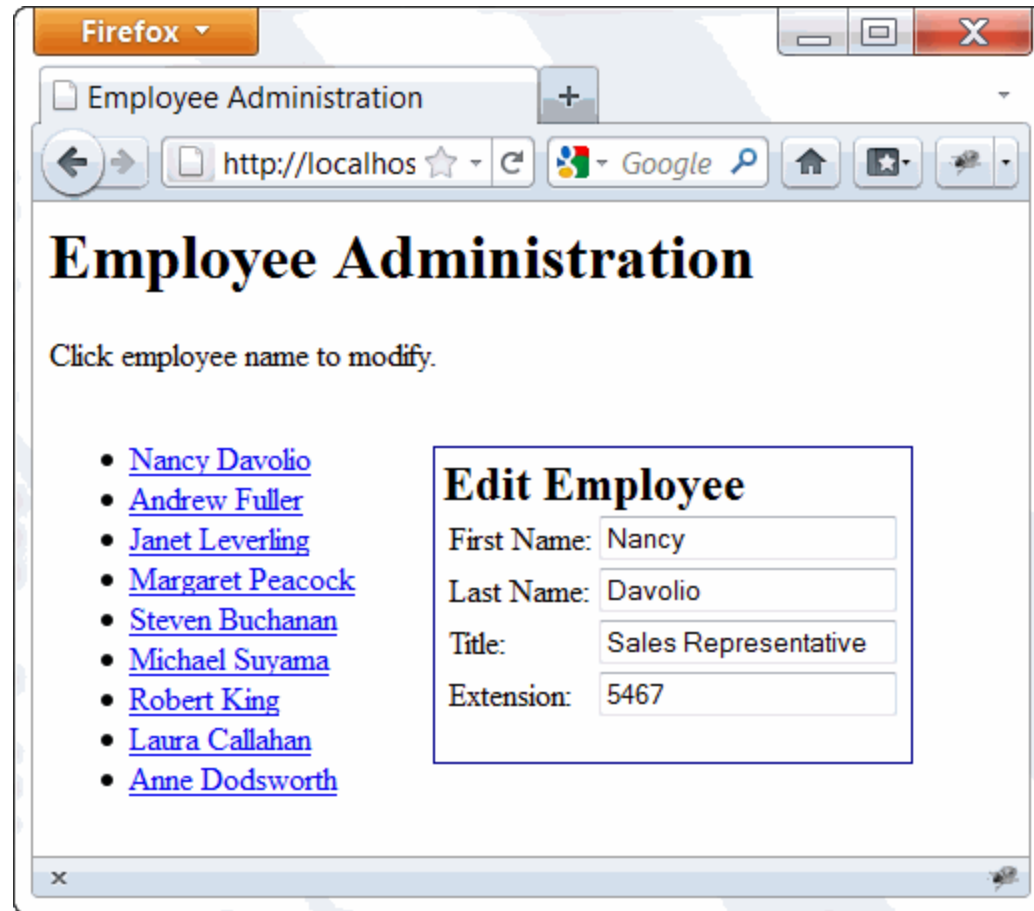 Firefox
Employee Administration
http://localhos
Google
Employee Administration
Click employee name to modify.
Nancy Davolio
Andrew Fuller
Janet Leverling
Margaret Peacock
Steven Buchanan
Michael Suyama
Robert King
Laura Callahan
Anne Dodsworth
Edit Employee
First Name: Nancy
Last Name: Davolio
Title: Sales Representative
Extension: 5467